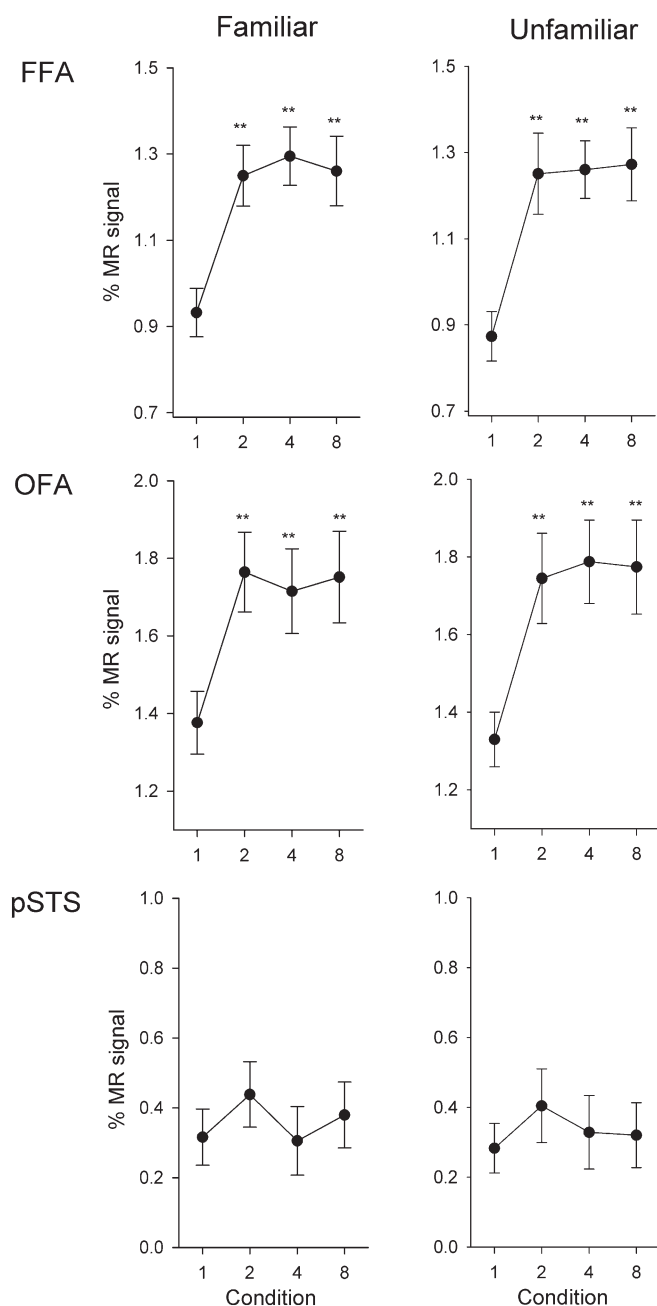 Familiar Unfamiliar
FFA
1.5 1.5
** ** ** ** ** **
1.3 1.3
% MR signal
1.1 1.1
0.9 0.9
0.7 0.7
1 2 4 8 1 2 4 8
OFA
2.0 2.0
** ** ** ** ** **
1.8 1.8
% MR signal
1.6 1.6
1.4 1.4
1.2 1.2
1 2 4 8 1 2 4 8
pSTS
1.0 1.0
0.8 0.8
% MR signal
0.6 0.6
0.4 0.4
0.2 0.2
0.0 0.0
1 2 4 8 1 2 4 8
Condition Condition